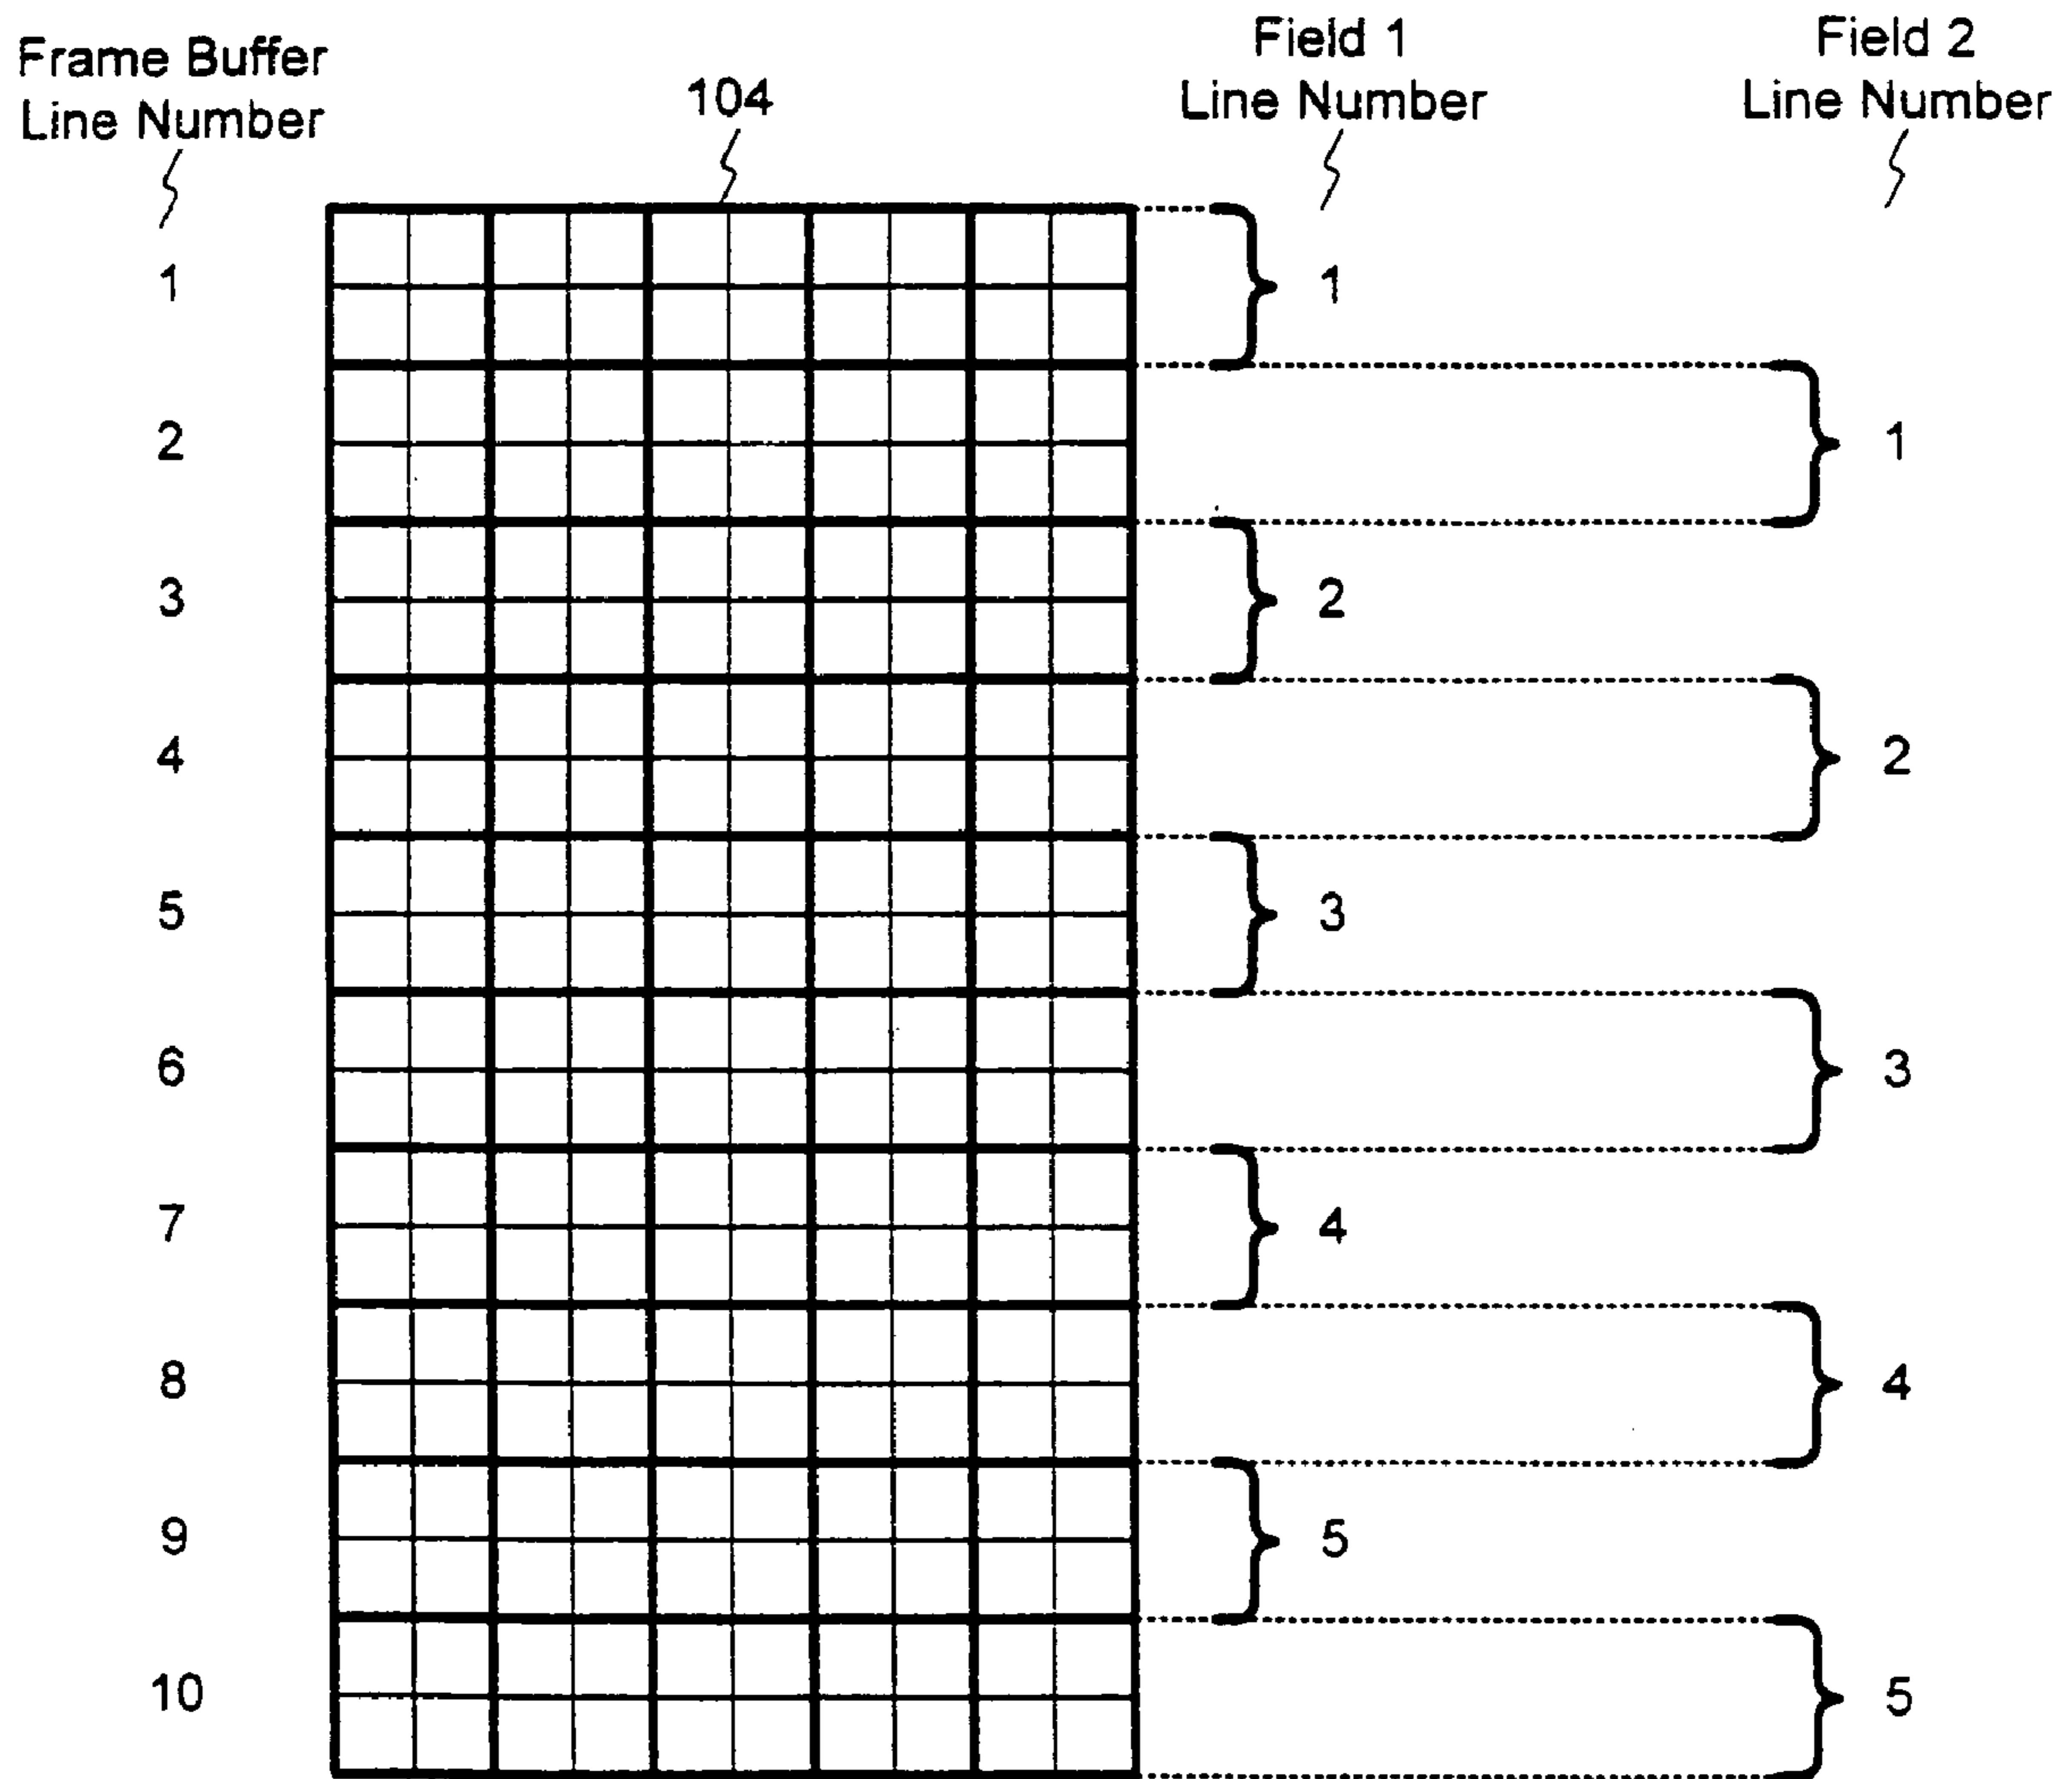 Frame Buffer
Line Number
104
Field 1
Line Number
Field 2
Line Number
1 1
2 1
3 2
4 2
5 3
6 3
7 4
8 4
9 5
10 5